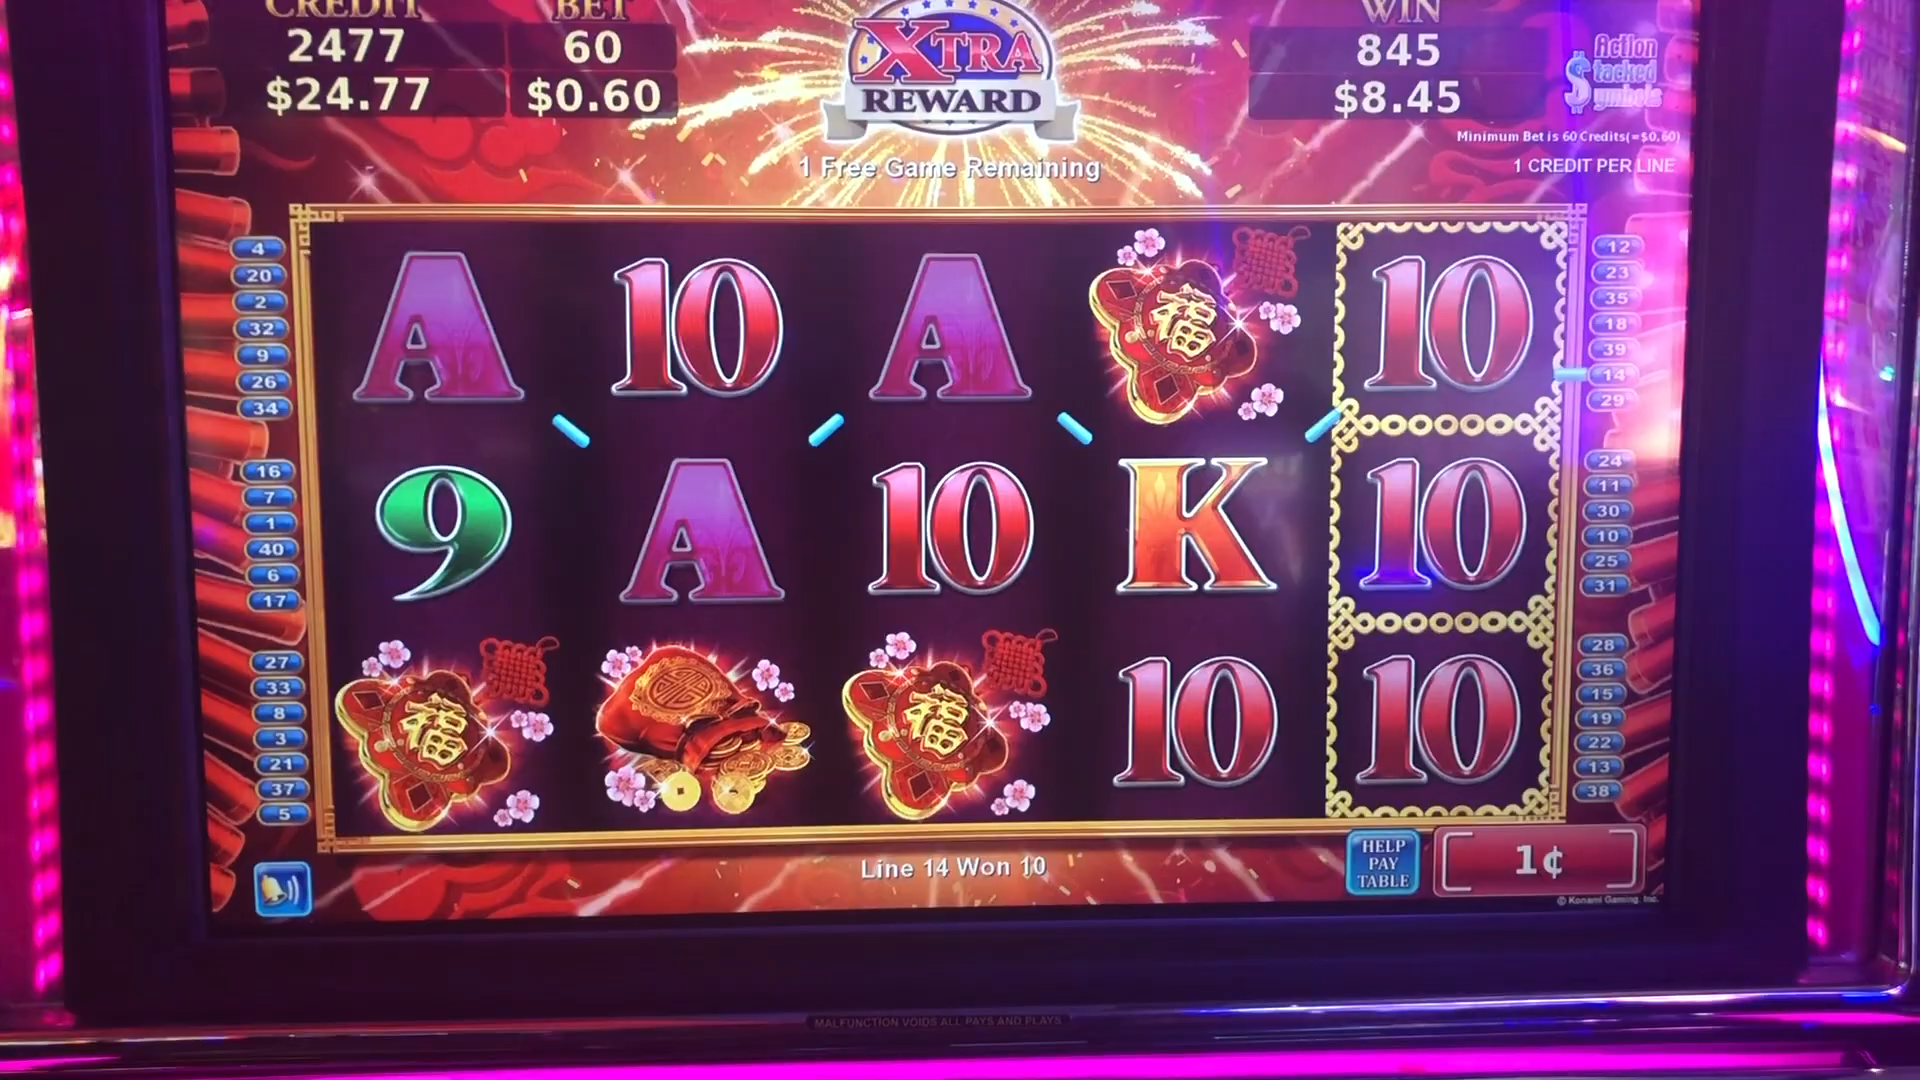 CREDIT BET WIN
2477 60 845
$24.77 $0.60 $8.45
XTRA
REWARD
Action
$tacked
$ymbols
Minimum Bet is 60 Credits(=$0.60)
1 Free Game Remaining
1 CREDIT PER LINE
4 12
20 23
2 35
32 18
9 39
26 14
34 29
A 10 A 福 10
16 24
7 11
1 30
40 10
6 25
17 31
9 A 10 K 10
27 28
33 36
8 15
3 19
21 22
37 13
5 38
福 福 10 10
Line 14 Won 10
HELP
PAY
TABLE
1¢
© Konami Gaming, Inc.
MALFUNCTION VOIDS ALL PAYS AND PLAYS